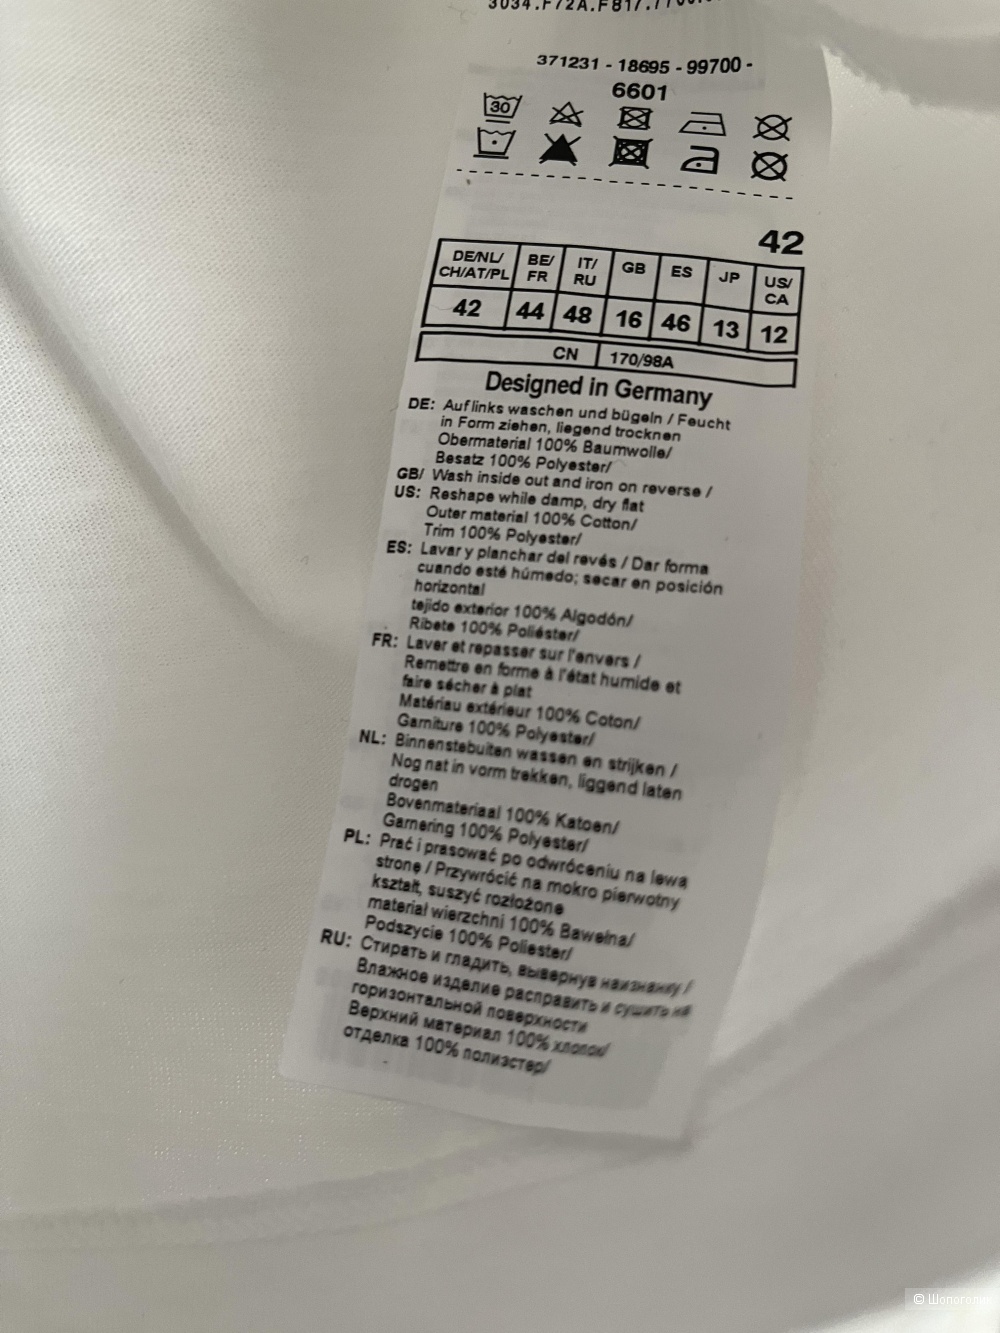 371231 - 18695 - 99700 -
6601
30
42
DE/NL/ CH/AT/PL BE/ FR IT/ RU GB ES JP US/ CA
42 44 48 16 46 13 12
CN 170/98A
Designed in Germany
DE: Auf links waschen und bügeln / Feucht
in Form ziehen, liegend trocknen
Obermaterial 100% Baumwolle/
Besatz 100% Polyester/
GB/ Wash inside out and iron on reverse /
US: Reshape while damp, dry flat
Outer material 100% Cotton/
Trim 100% Polyester/
ES: Lavar y planchar del revés / Dar forma
cuando esté húmedo; secar en posición
horizontal
tejido exterior 100% Algodón/
Ribete 100% Poliéster/
FR: Laver et repasser sur l'envers /
Remettre en forme à l'état humide et
faire sécher à plat
Matériau extérieur 100% Coton/
Garniture 100% Polyester/
NL: Binnenstebuiten wassen en strijken /
Nog nat in vorm trekken, liggend laten
drogen
Bovenmateriaal 100% Katoen/
Garnering 100% Polyester/
PL: Prać i prasować po odwróceniu na lewą
stronę / Przywrócić na mokro pierwotny
kształt, suszyć rozłożone
materiał wierzchni 100% Bawełna/
Podszycie 100% Poliester/
RU: Стирать и гладить, вывернув наизнанку /
Влажное изделие расправить и сушить на
горизонтальной поверхности
Верхний материал 100% хлопок/
отделка 100% полиэстер/
© Шопоголик